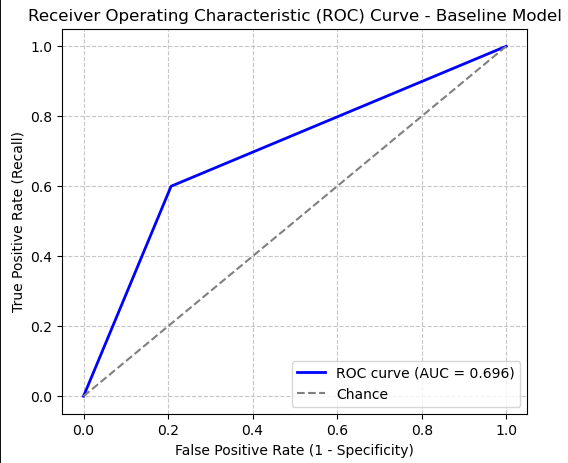 Receiver Operating Characteristic (ROC) Curve - Baseline Model
1.0
0.8
0.6
0.4
0.2
0.0
True Positive Rate (Recall)
ROC curve (AUC = 0.696)
Chance
0.0 0.2 0.4 0.6 0.8 1.0
False Positive Rate (1 - Specificity)